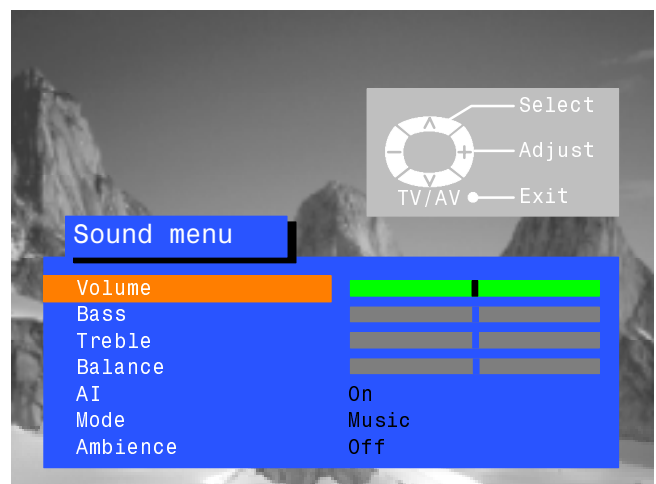 Select
Adjust
TV/AV Exit
Sound menu
Volume
Bass
Treble
Balance
AI On
Mode Music
Ambience Off